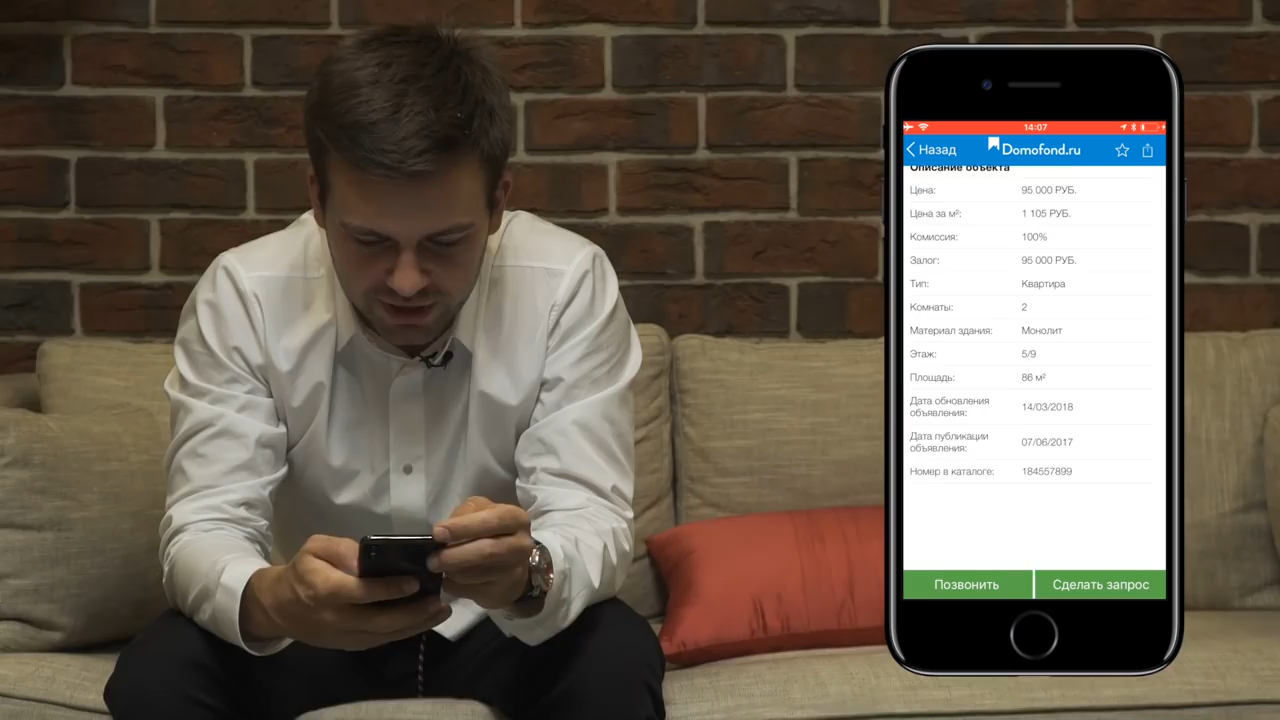 14:07
Назад
Domofond.ru
Описание объекта
Цена: 95 000 РУБ.
Цена за м²: 1 105 РУБ.
Комиссия: 100%
Залог: 95 000 РУБ.
Тип: Квартира
Комнаты: 2
Материал здания: Монолит
Этаж: 5/9
Площадь: 86 м²
Дата обновления
объявления: 14/03/2018
Дата публикации
объявления: 07/06/2017
Номер в каталоге: 184557899
Позвонить
Сделать запрос